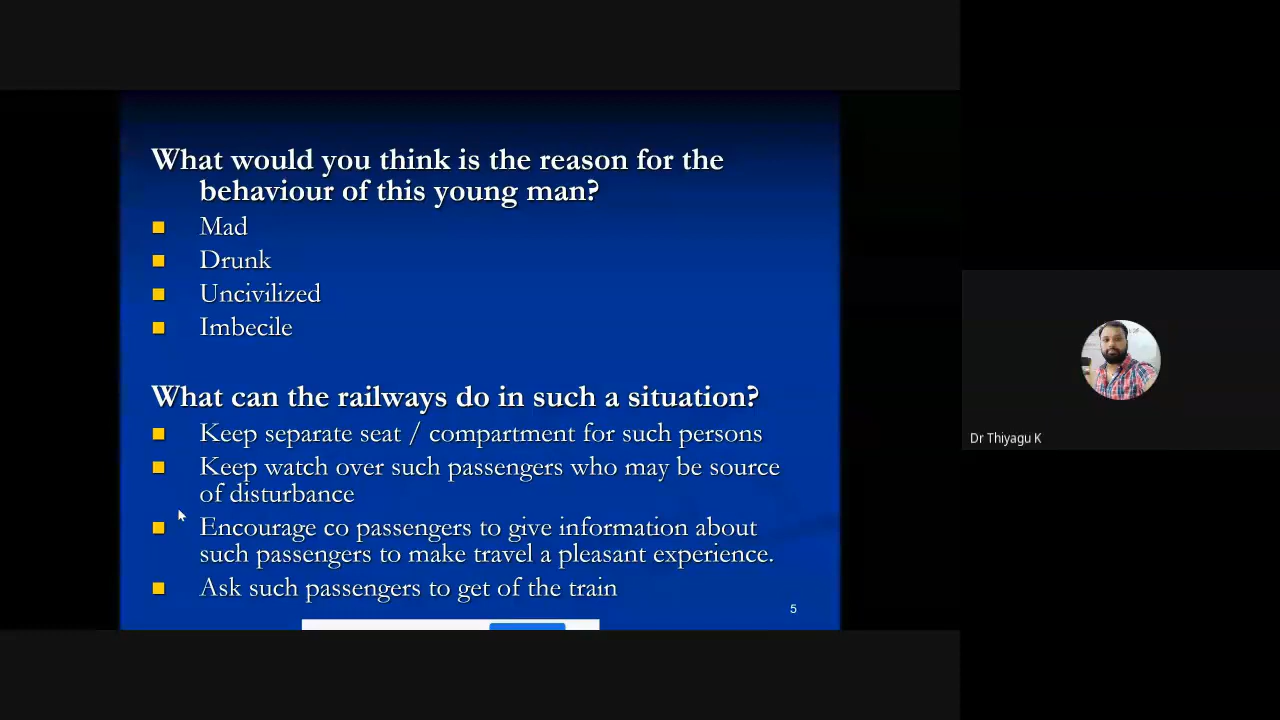 What would you think is the reason for the
behaviour of this young man?
Mad
Drunk
Uncivilized
Imbecile
What can the railways do in such a situation?
Keep separate seat / compartment for such persons
Keep watch over such passengers who may be source
of disturbance
Encourage co passengers to give information about
such passengers to make travel a pleasant experience.
Ask such passengers to get of the train
5
Dr Thiyagu K